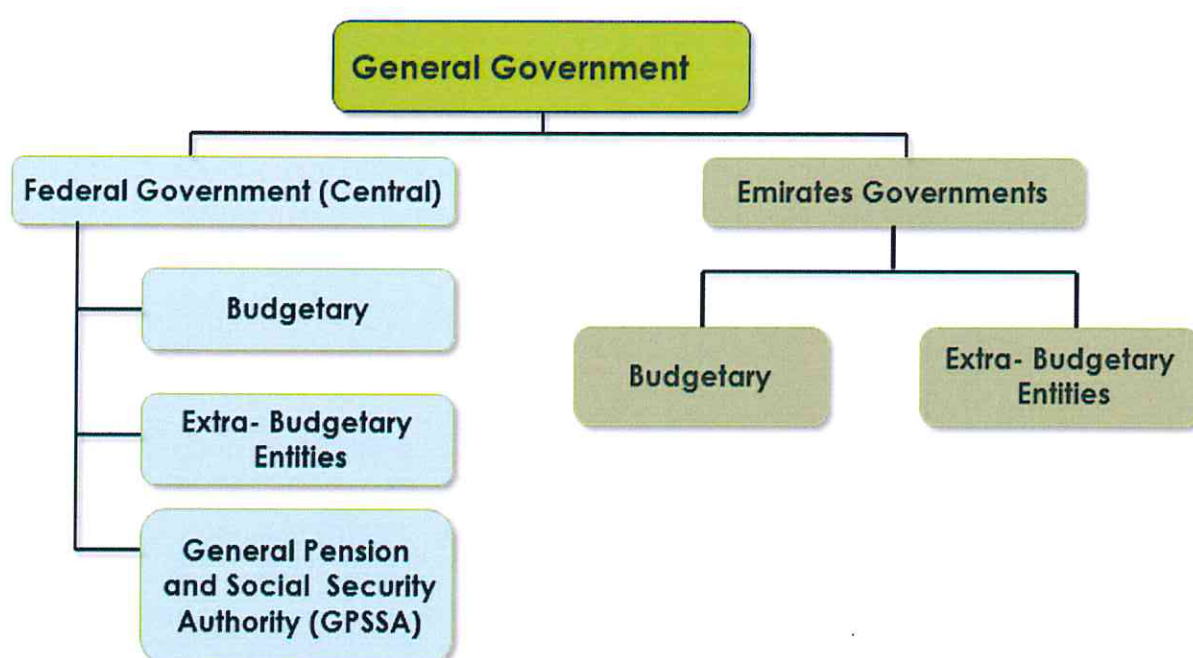 General Government
Federal Government (Central)
Budgetary
Extra- Budgetary
Entities
General Pension
and Social Security
Authority (GPSSA)
Emirates Governments
Budgetary
Extra- Budgetary
Entities